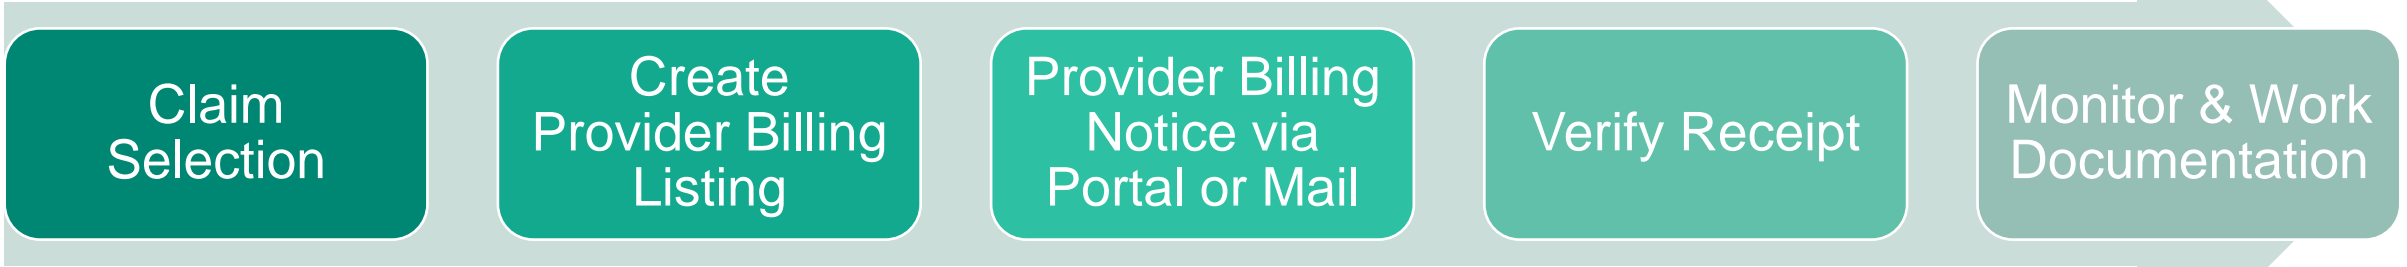 Claim
Selection
Create
Provider Billing
Listing
Provider Billing
Notice via
Portal or Mail
Verify Receipt
Monitor & Work
Documentation